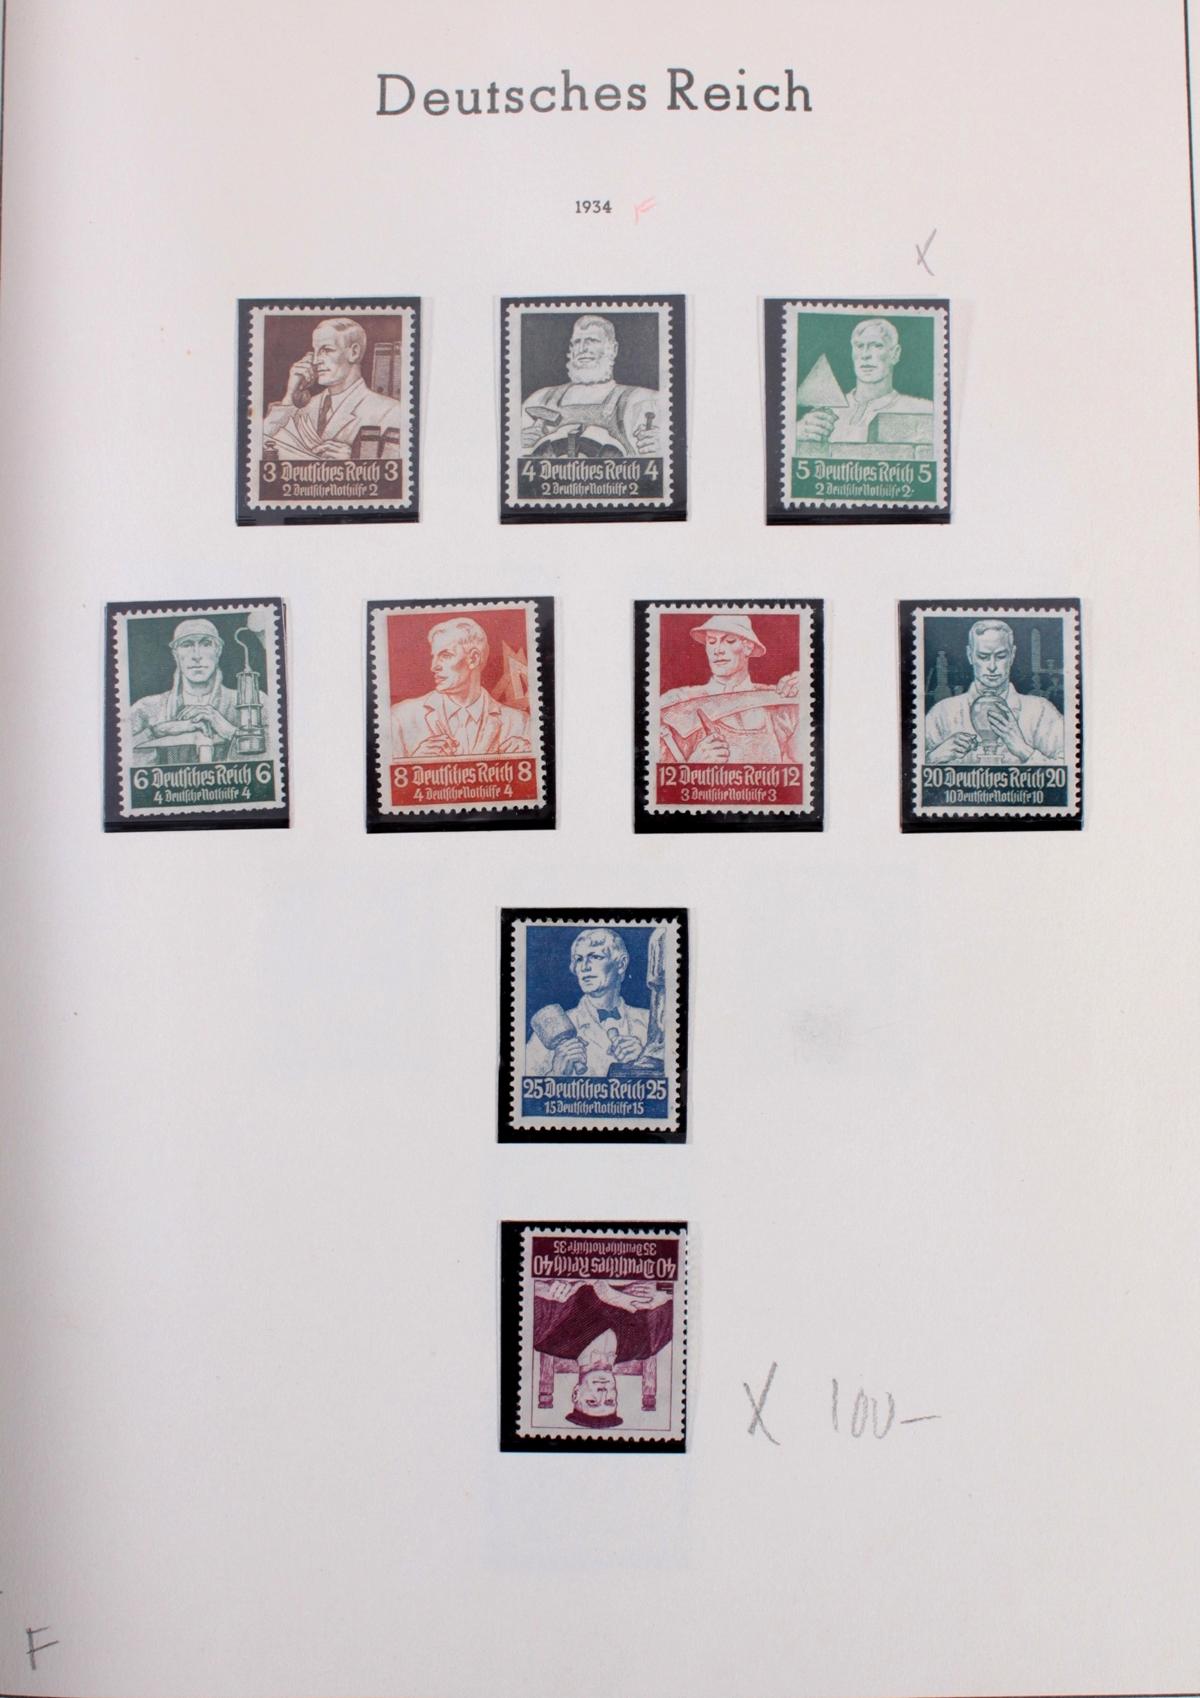 Deutsches Reich
1934 F
X
3 Deutsches Reich 3
2 Deutsche Nothilfe 2
4 Deutsches Reich 4
2 Deutsche Nothilfe 2
5 Deutsches Reich 5
2 Deutsche Nothilfe 2
6 Deutsches Reich 6
4 Deutsche Nothilfe 4
8 Deutsches Reich 8
4 Deutsche Nothilfe 4
12 Deutsches Reich 12
3 Deutsche Nothilfe 3
20 Deutsches Reich 20
10 Deutsche Nothilfe 10
25 Deutsches Reich 25
15 Deutsche Nothilfe 15
40 Deutsches Reich 40
35 Deutsche Nothilfe 35
X 100-
F